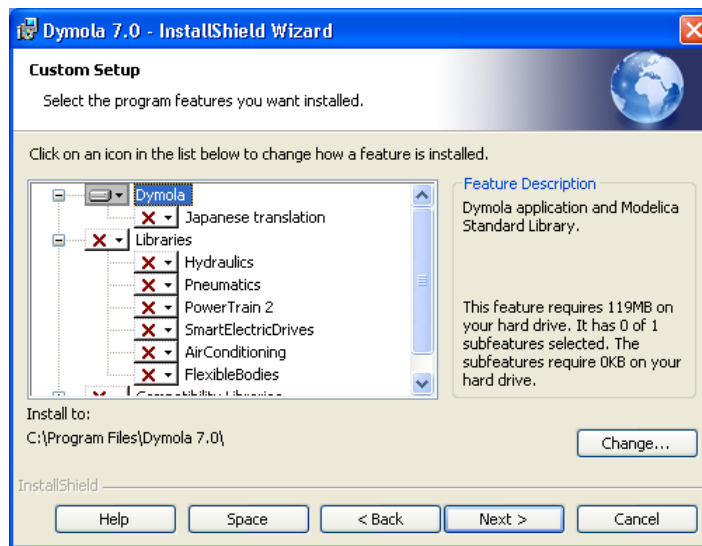 Dymola 7.0 - InstallShield Wizard
Custom Setup
Select the program features you want installed.
Click on an icon in the list below to change how a feature is installed.
Dymola
Japanese translation
Libraries
Hydraulics
Pneumatics
PowerTrain 2
SmartElectricDrives
AirConditioning
FlexibleBodies
Compatibility Libraries
Feature Description
Dymola application and Modelica
Standard Library.
This feature requires 119MB on
your hard drive. It has 0 of 1
subfeatures selected. The
subfeatures require 0KB on your
hard drive.
Install to:
C:\Program Files\Dymola 7.0\
Change...
InstallShield
Help
Space
< Back
Next >
Cancel